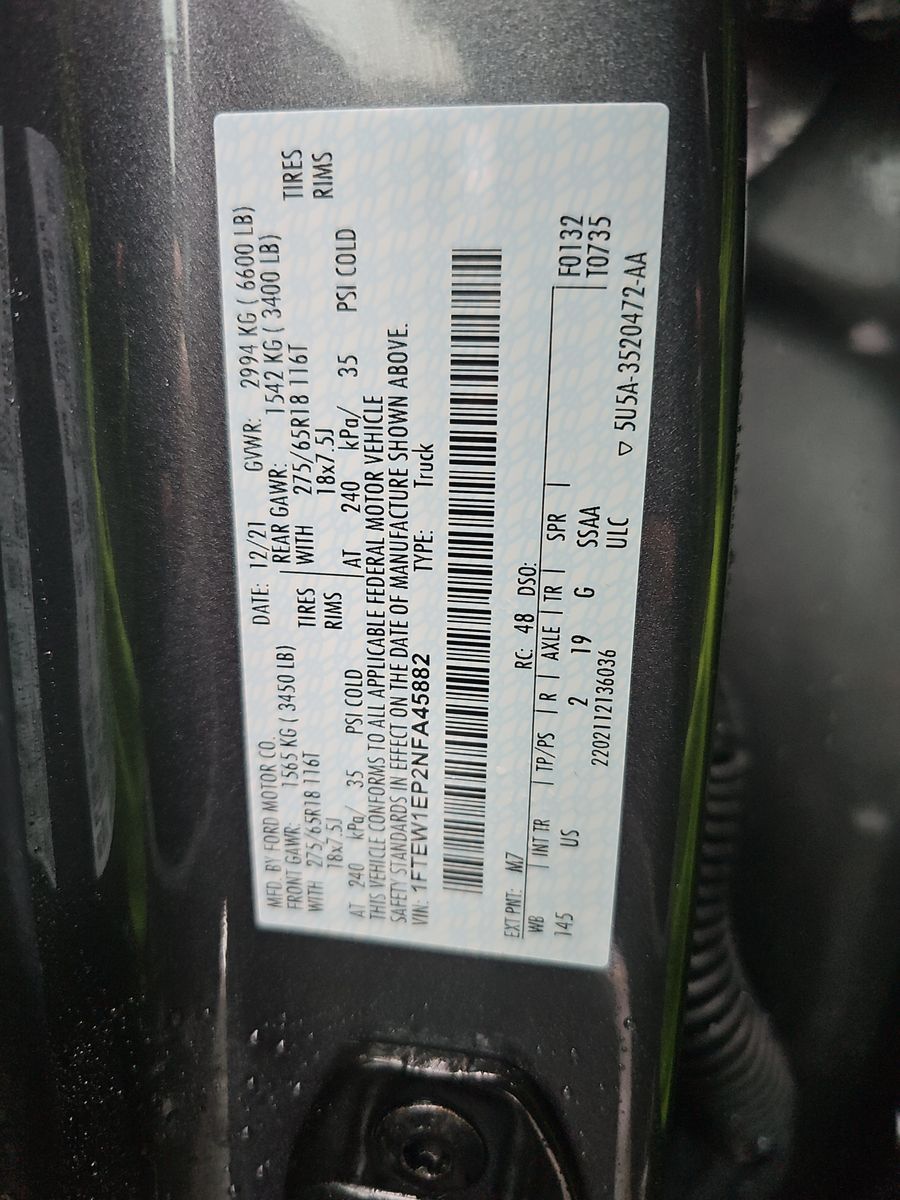 MFD. BY FORD MOTOR CO. DATE: 12/21 GVWR: 2994 KG ( 6600 LB)
FRONT GAWR: 1565 KG ( 3450 LB) REAR GAWR: 1542 KG ( 3400 LB)
WITH 275/65R18 116T TIRES WITH 275/65R18 116T TIRES
18x7.5J RIMS 18x7.5J RIMS
AT 240 kPa/ 35 PSI COLD AT 240 kPa/ 35 PSI COLD
THIS VEHICLE CONFORMS TO ALL APPLICABLE FEDERAL MOTOR VEHICLE
SAFETY STANDARDS IN EFFECT ON THE DATE OF MANUFACTURE SHOWN ABOVE.
VIN: 1FTEW1EP2NFA45882 TYPE: Truck
EXT PNT: M7 RC: 48 DSO:
WB INT TR TP/PS R AXLE TR SPR F0132
145 US 2 19 G SSAA T0735
2202112136036 ULC ▽ 5U5A-3520472-AA